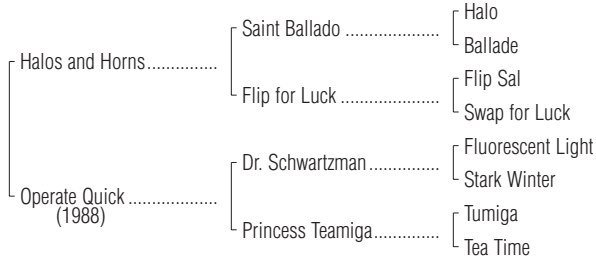 Halo
Saint Ballado ....................
Ballade
Halos and Horns...............
Flip Sal
Flip for Luck .....................
Swap for Luck
Fluorescent Light
Dr. Schwartzman...............
Stark Winter
Operate Quick ...................
(1988)
Tumiga
Princess Teamiga..............
Tea Time